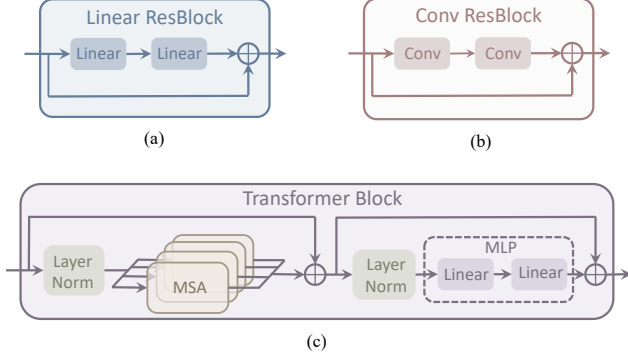 Linear ResBlock
Linear
Linear
(a)
Conv ResBlock
Conv
Conv
(b)
Transformer Block
Layer
Norm
MSA
Layer
Norm
MLP
Linear
Linear
(c)